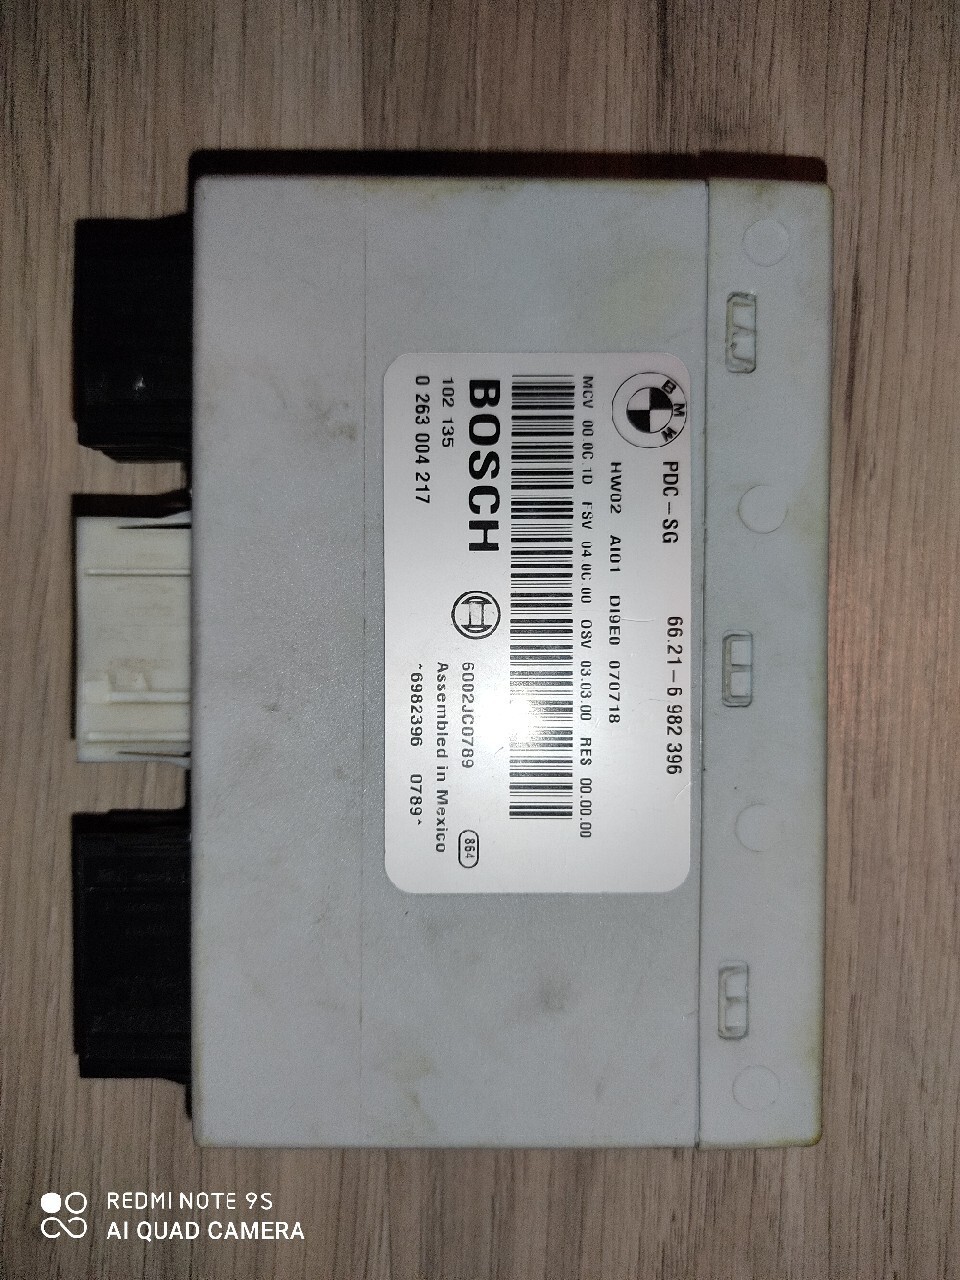 BMW
PDC-SG 66.21-6 982 396
HW02 AI01 DI9E0 070718
MCV 00.0C.1D FSV 04.0C.00 OSV 03.03.00 RES 00.00.00
BOSCH
6002JC0789
864
102 135
Assembled in Mexico
0 263 004 217
^6982396 0789^
REDMI NOTE 9S
AI QUAD CAMERA